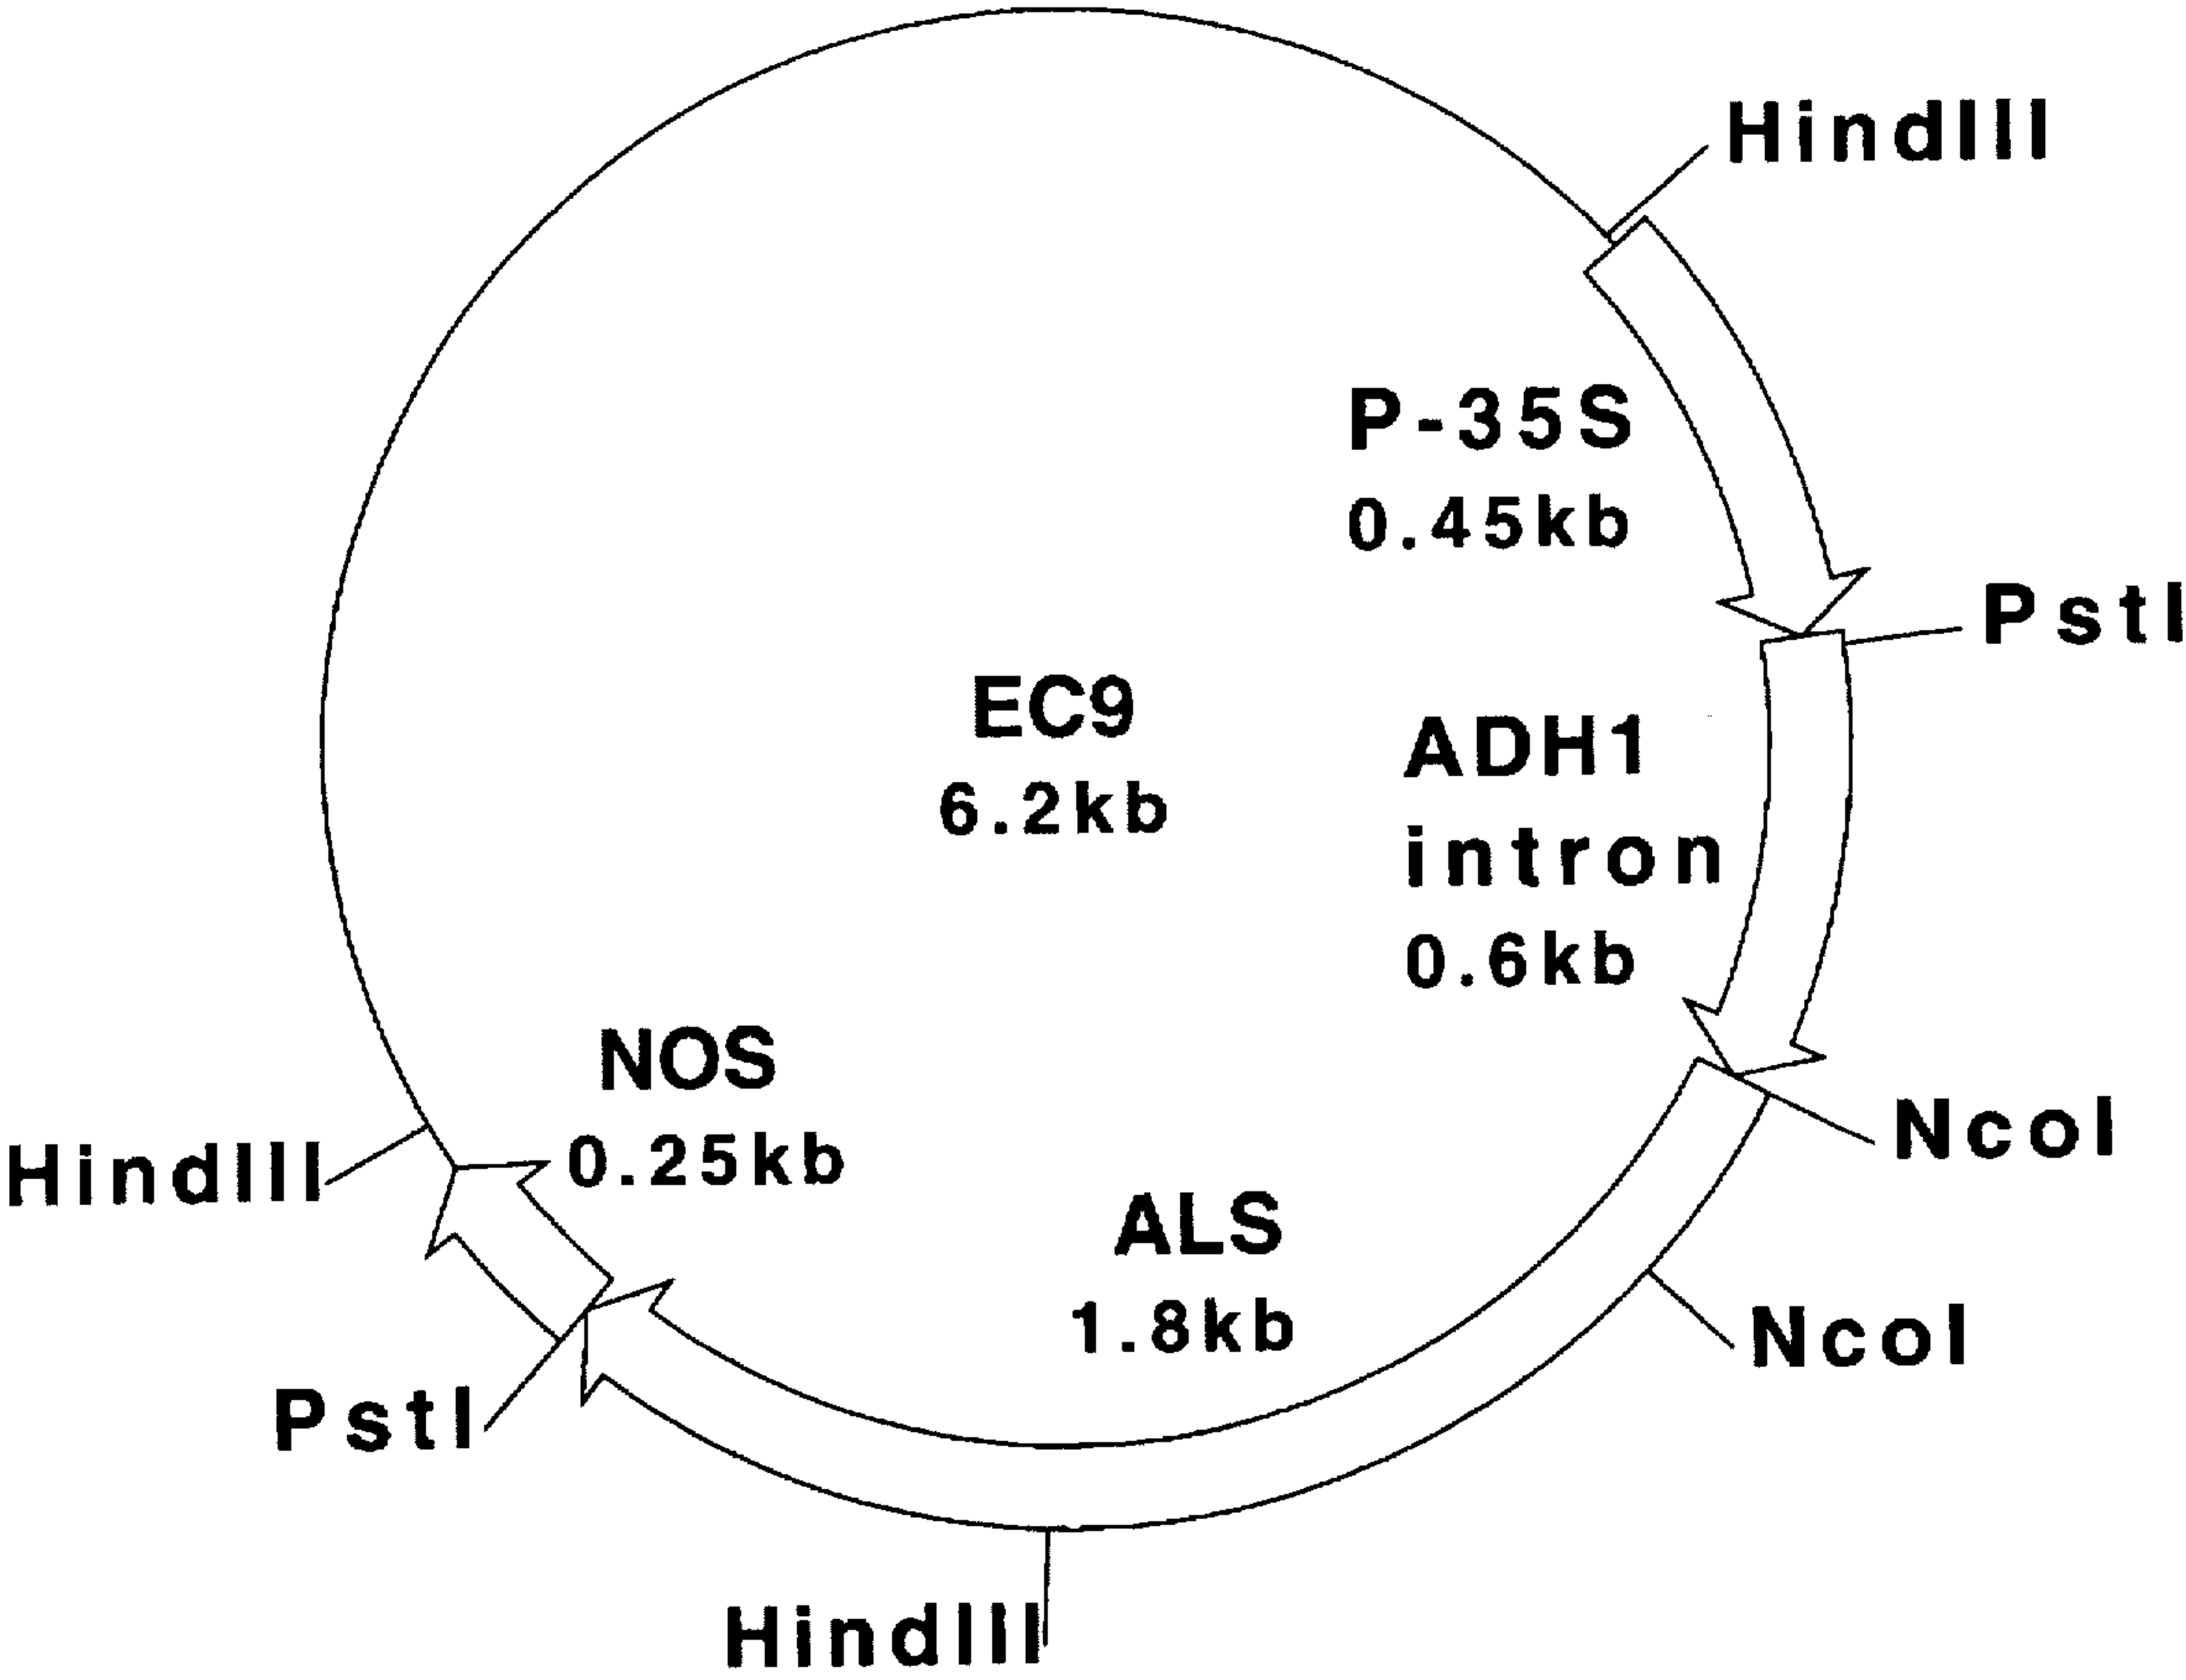 HindIII
P-35S
0.45kb
PstI
EC9
6.2kb
ADH1
intron
0.6kb
NcoI
NOS
0.25kb
HindIII
ALS
1.8kb
NcoI
PstI
HindIII